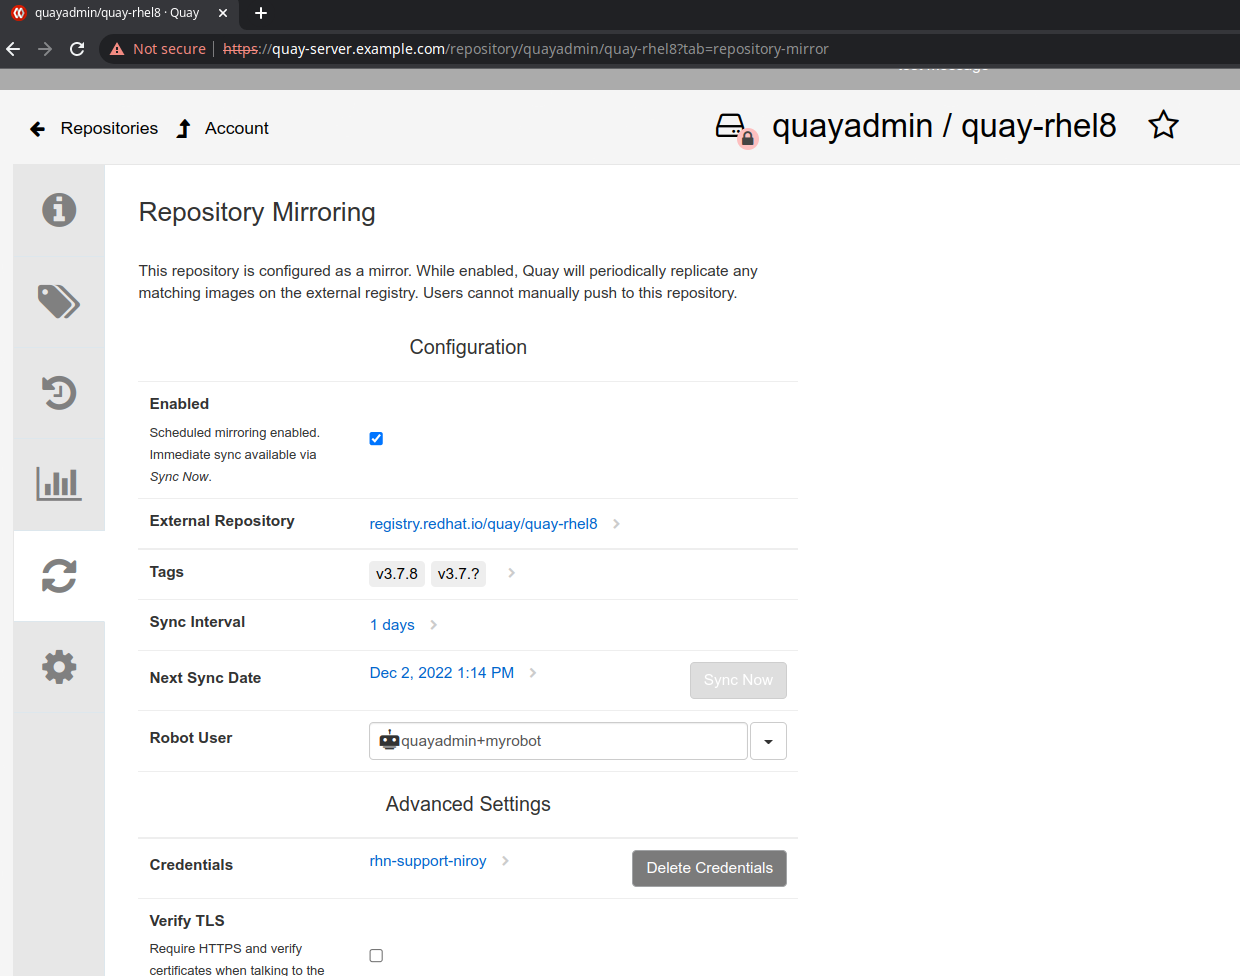 quayadmin/quay-rhel8 · Quay
Not secure https://quay-server.example.com/repository/quayadmin/quay-rhel8?tab=repository-mirror
Repositories Account quayadmin / quay-rhel8
Repository Mirroring
This repository is configured as a mirror. While enabled, Quay will periodically replicate any
matching images on the external registry. Users cannot manually push to this repository.
Configuration
Enabled
Scheduled mirroring enabled.
Immediate sync available via
Sync Now.
External Repository registry.redhat.io/quay/quay-rhel8
Tags v3.7.8 v3.7.?
Sync Interval 1 days
Next Sync Date Dec 2, 2022 1:14 PM Sync Now
Robot User quayadmin+myrobot
Advanced Settings
Credentials rhn-support-niroy Delete Credentials
Verify TLS
Require HTTPS and verify
certificates when talking to the